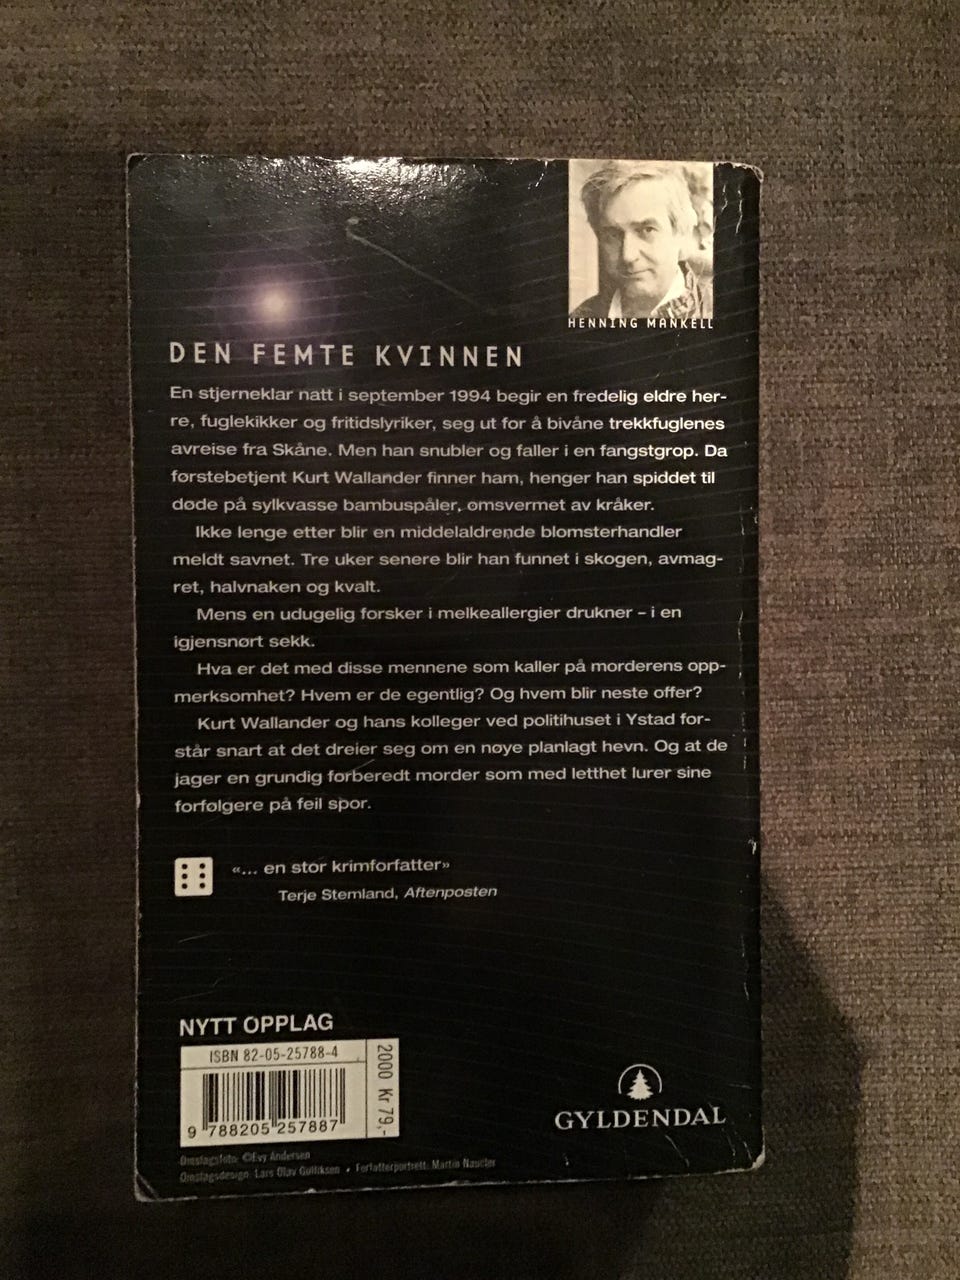 HENNING MANKELL
DEN FEMTE KVINNEN
En stjerneklar natt i september 1994 begir en fredelig eldre her-
re, fuglekikker og fritidslyriker, seg ut for å bivåne trekkfuglenes
avreise fra Skåne. Men han snubler og faller i en fangstgrop. Da
førstebetjent Kurt Wallander finner ham, henger han spiddet til
døde på sylkvasse bambuspåler, omsvermet av kråker.
Ikke lenge etter blir en middelaldrende blomsterhandler
meldt savnet. Tre uker senere blir han funnet i skogen, avmag-
ret, halvnaken og kvalt.
Mens en udugelig forsker i melkeallergier drukner – i en
igjensnørt sekk.
Hva er det med disse mennene som kaller på morderens opp-
merksomhet? Hvem er de egentlig? Og hvem blir neste offer?
Kurt Wallander og hans kolleger ved politihuset i Ystad for-
står snart at det dreier seg om en nøye planlagt hevn. Og at de
jager en grundig forberedt morder som med letthet lurer sine
forfølgere på feil spor.
«... en stor krimforfatter»
Terje Stemland, Aftenposten
NYTT OPPLAG
ISBN 82-05-25788-4
2000 Kr 79,-
9 788205 257887
GYLDENDAL
Omslagsfoto: ©Evy Andersen
Omslagsdesign: Lars Olav Gulliksen • Forfatterportrett: Martin Naucler